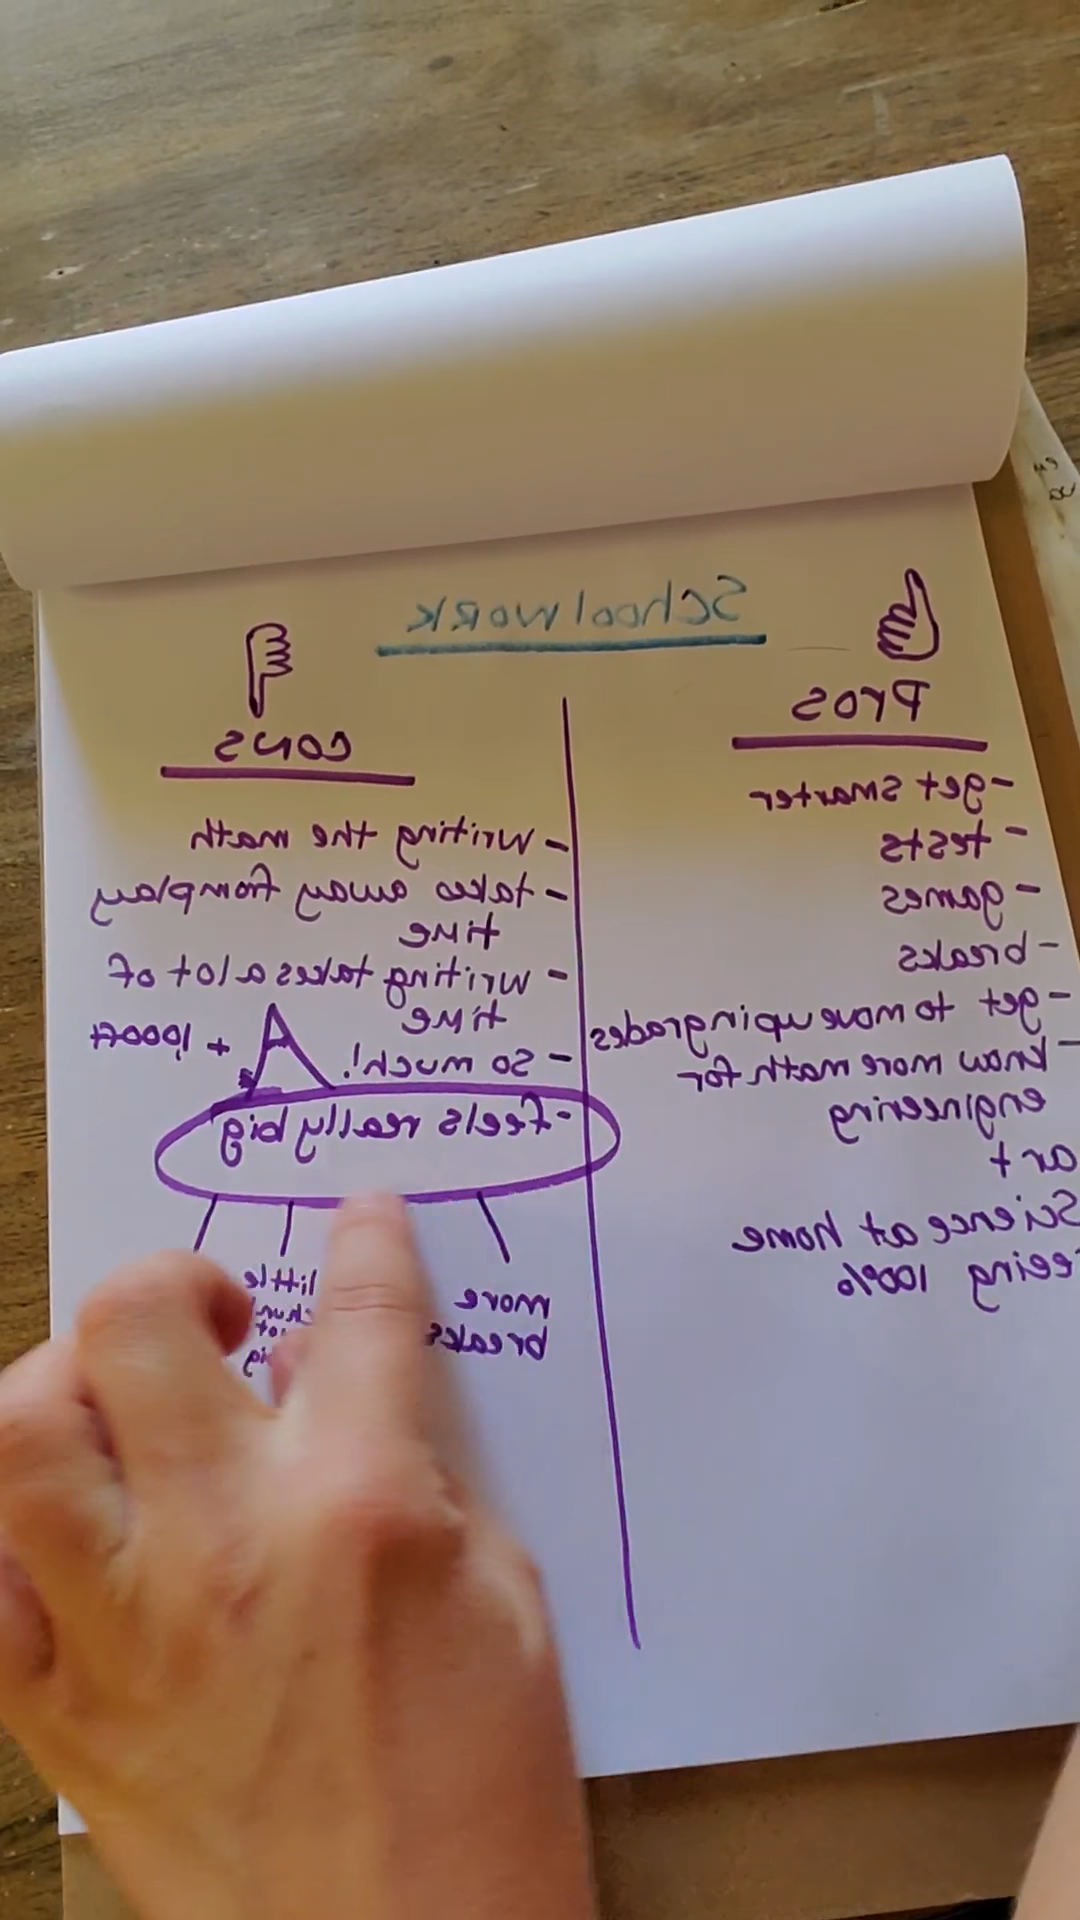 Schoolwork
Pros
-get smarter
- tests
- games
- breaks
- get to move up in grades
- know more math for
engineering
art
Science at home
100%
cons
- writing the math
- takes away from play
time
- writing takes a lot of
time
- so much!
+ 1,000ft
- feels really big
more
breaks
little